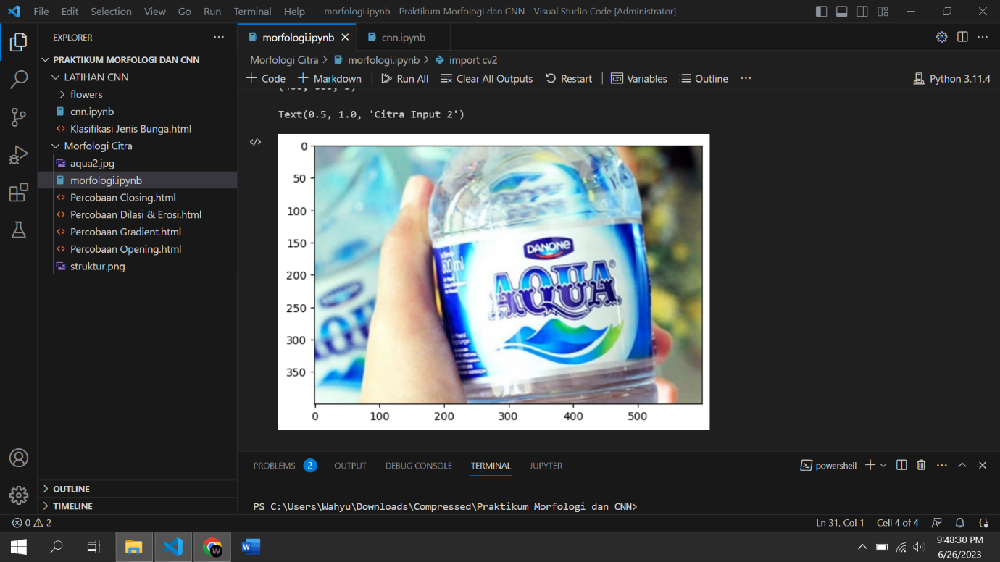 File Edit Selection View Go Run Terminal Help
morfologi.ipynb - Praktikum Morfologi dan CNN - Visual Studio Code [Administrator]
EXPLORER
PRAKTIKUM MORFOLOGI DAN CNN
LATIHAN CNN
flowers
cnn.ipynb
Klasifikasi Jenis Bunga.html
Morfologi Citra
aqua2.jpg
morfologi.ipynb
Percobaan Closing.html
Percobaan Dilasi & Erosi.html
Percobaan Gradient.html
Percobaan Opening.html
struktur.png
OUTLINE
TIMELINE
morfologi.ipynb cnn.ipynb
Morfologi Citra > morfologi.ipynb > import cv2
+ Code + Markdown Run All Clear All Outputs Restart Variables Outline ... Python 3.11.4
Text(0.5, 1.0, 'Citra Input 2')
0
50
100
150
200
250
300
350
0 100 200 300 400 500
DANONE
AQUA®
600 ml
AQUA
PROBLEMS 2 OUTPUT DEBUG CONSOLE TERMINAL JUPYTER
powershell
PS C:\Users\Wahyu\Downloads\Compressed\Praktikum Morfologi dan CNN>
0 2
Ln 31, Col 1 Cell 4 of 4
W
W
9:48:30 PM
6/26/2023